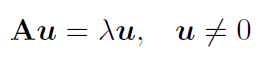 𝐀𝒖 = λ𝒖, 𝒖 ≠ 0